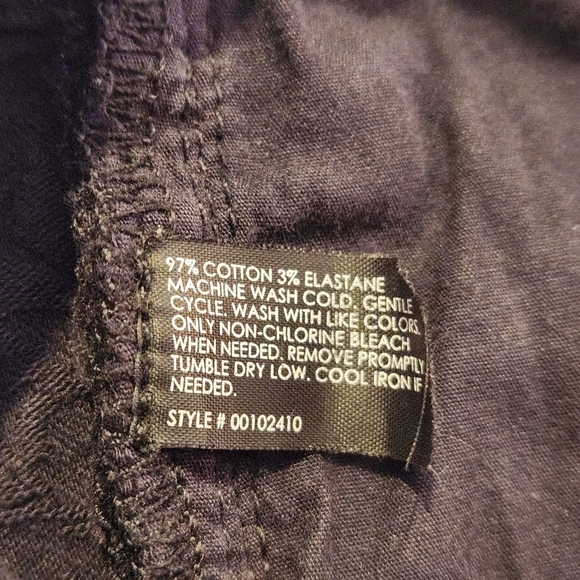 97% COTTON 3% ELASTANE
MACHINE WASH COLD. GENTLE
CYCLE. WASH WITH LIKE COLORS.
ONLY NON-CHLORINE BLEACH
WHEN NEEDED. REMOVE PROMPTLY
TUMBLE DRY LOW. COOL IRON IF
NEEDED.
STYLE # 00102410